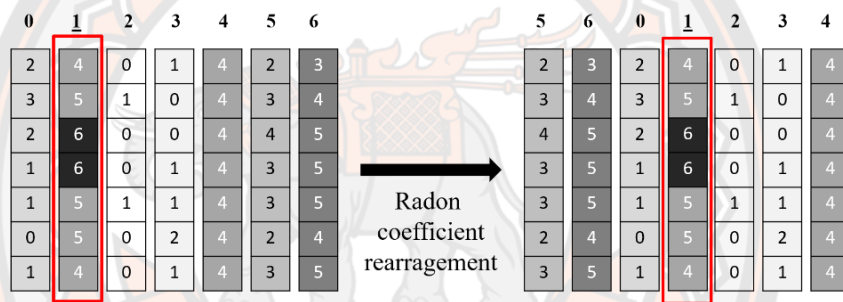 0 1 2 3 4 5 6 5 6 0 1 2 3 4
2 4 0 1 4 2 3 2 3 2 4 0 1 4
3 5 1 0 4 3 4 3 4 3 5 1 0 4
2 6 0 0 4 4 5 4 5 2 6 0 0 4
1 6 0 1 4 3 5 3 5 1 6 0 1 4
1 5 1 1 4 3 5 3 5 1 5 1 1 4
0 5 0 2 4 2 4 2 4 0 5 0 2 4
1 4 0 1 4 3 5 3 5 1 4 0 1 4
Radon
coefficient
rearragement